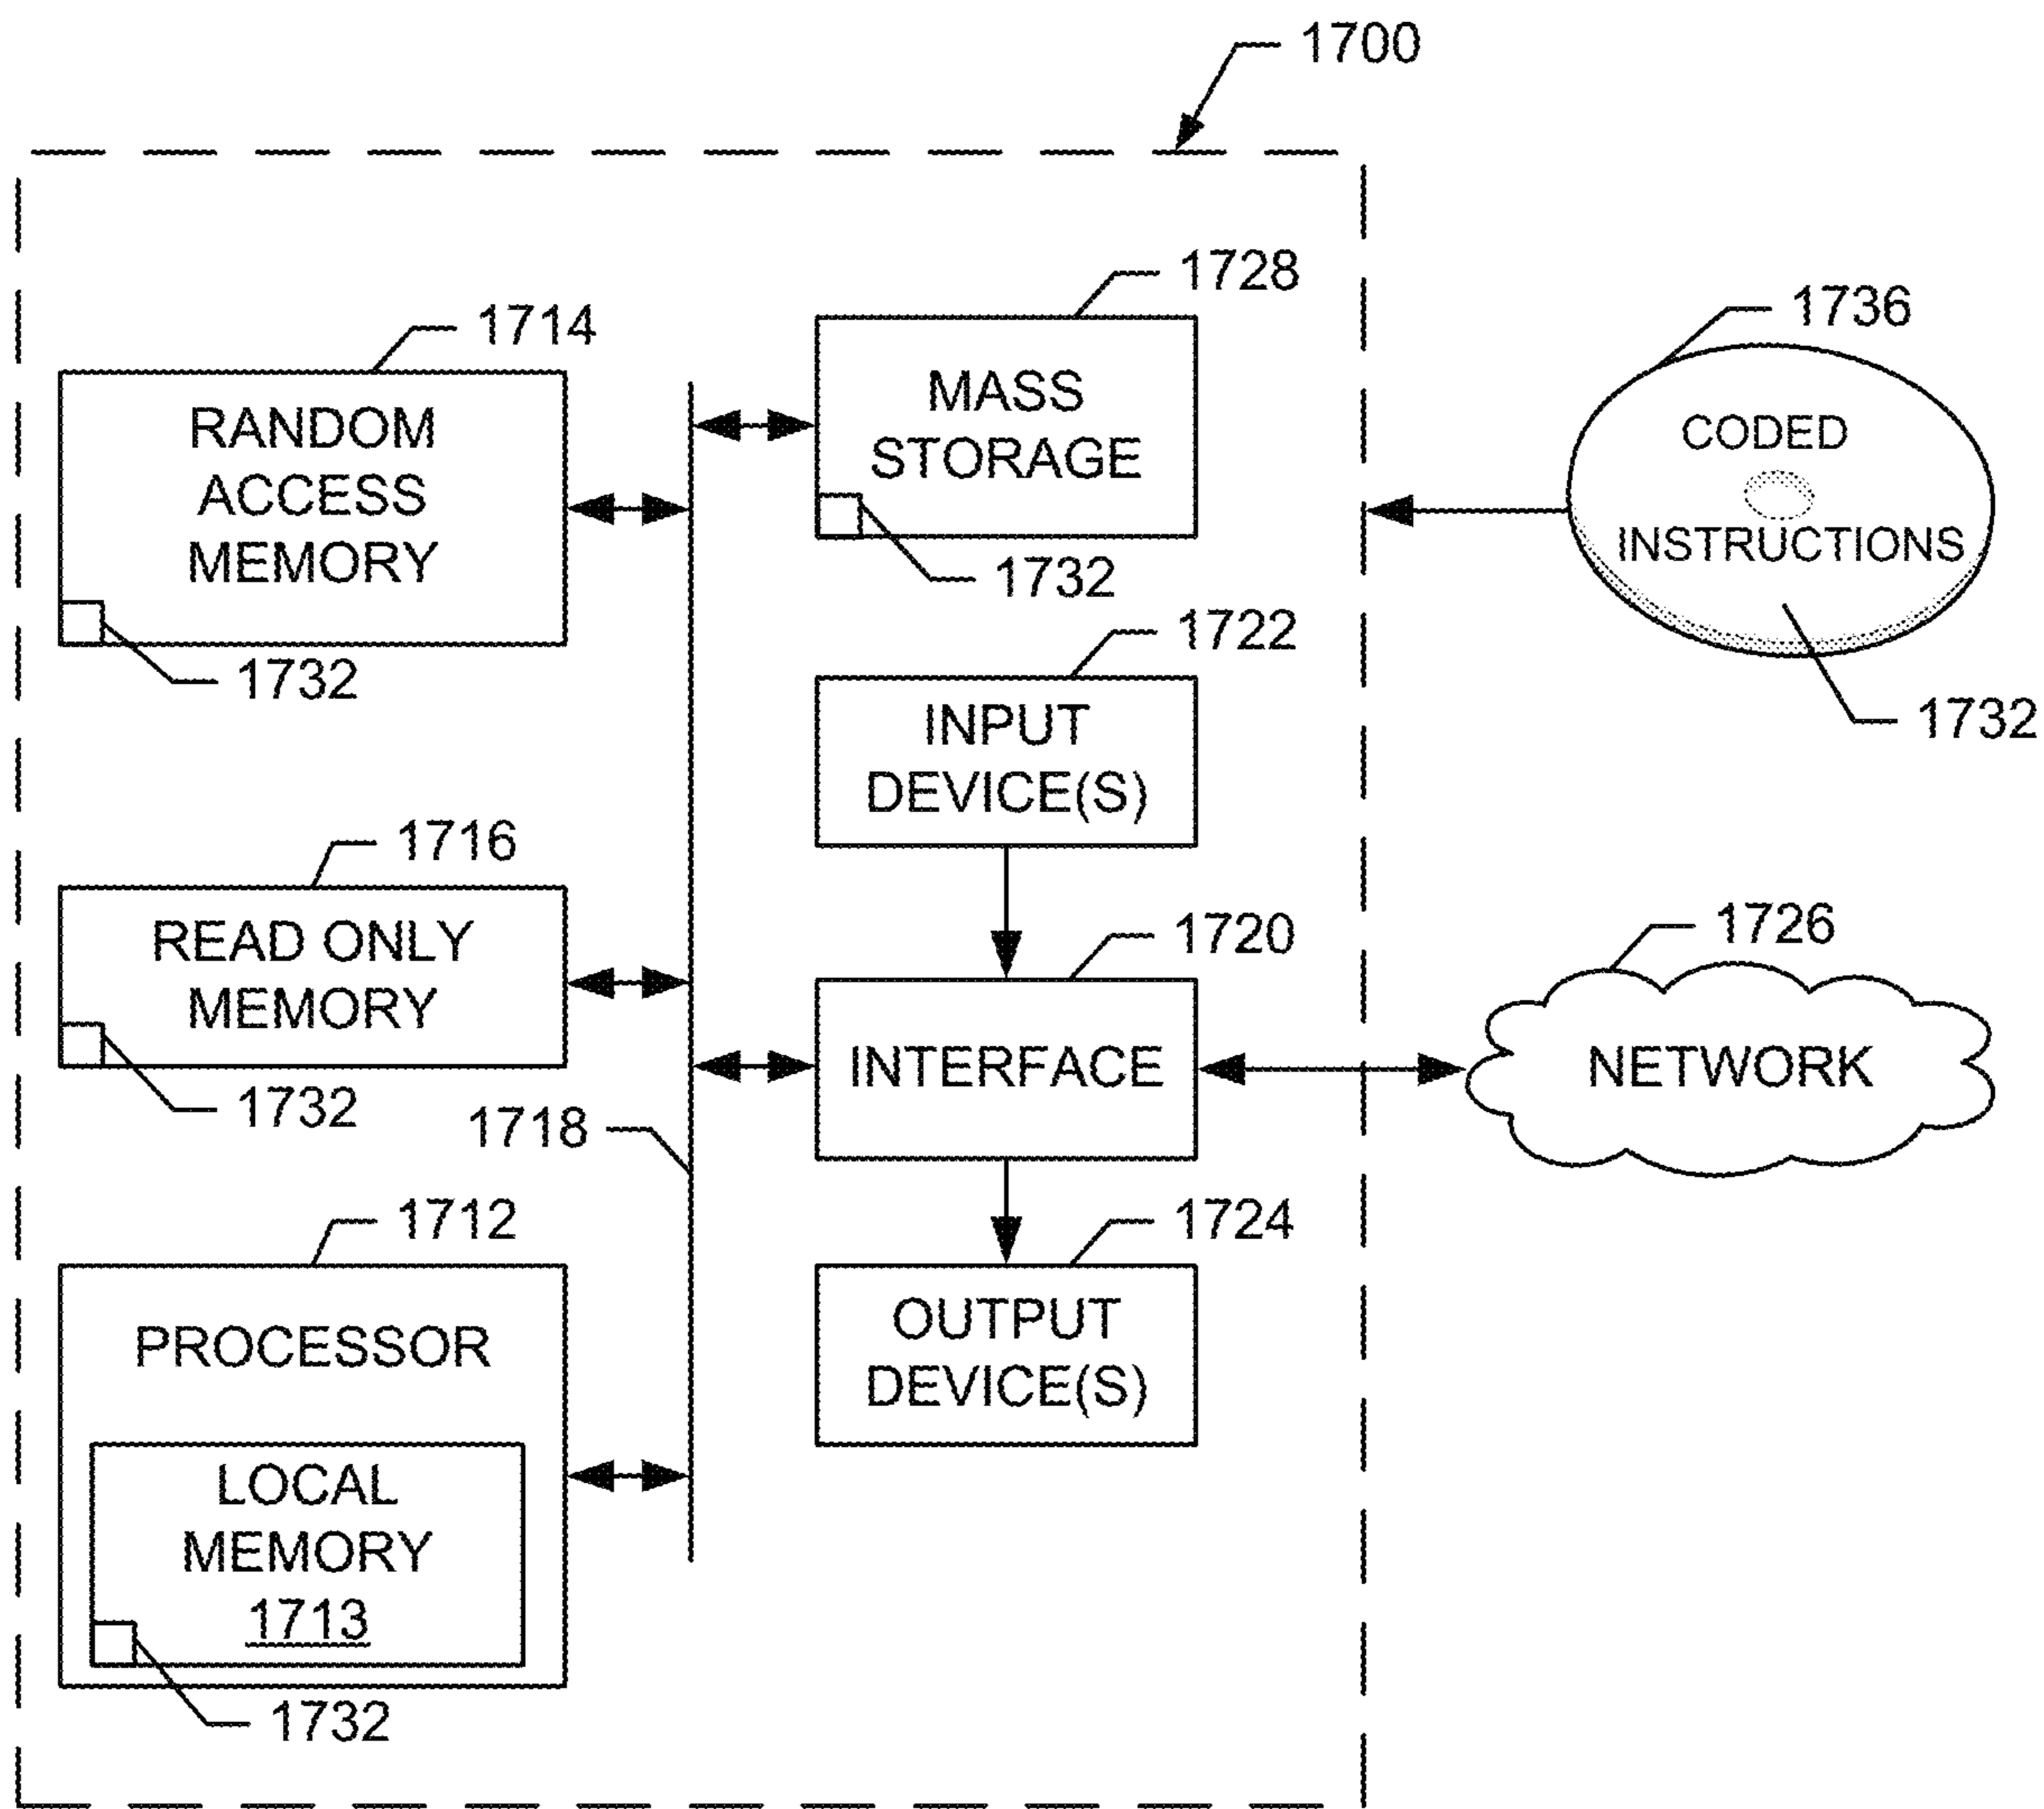 1700
1728
1736
1714
MASS
STORAGE
RANDOM
ACCESS
MEMORY
CODED
INSTRUCTIONS
1732
1732
1722
1732
INPUT
DEVICE(S)
1716
READ ONLY
MEMORY
1720
1726
INTERFACE
NETWORK
1732
1718
1712
1724
PROCESSOR
OUTPUT
DEVICE(S)
LOCAL
MEMORY
1713
1732